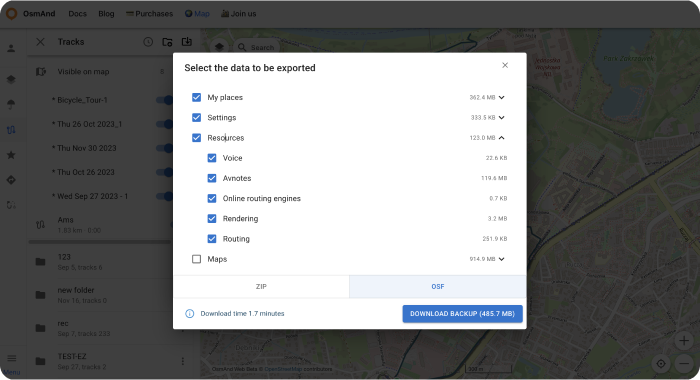 OsmAnd Docs Blog Purchases Map Join us
Tracks
Search
Visible on map
* Bicycle_Tour-1
* Thu 26 Oct 2023_1
* Thu Nov 30 2023
* Thu Oct 26 2023
* Wed Sep 27 2023 - 1
Ams
1.83 km 0:00
123
Sep 5, tracks 6
new folder
Nov 16, tracks 0
rec
Sep 7, tracks 233
TEST-EZ
Sep 27, tracks 2
Menu
Select the data to be exported
My places 362.4 MB
Settings 333.5 KB
Resources 123.0 MB
Voice 22.6 KB
Avnotes 119.6 MB
Online routing engines 0.7 KB
Rendering 3.2 MB
Routing 251.9 KB
Maps 914.9 MB
ZIP OSF
Download time 1.7 minutes
DOWNLOAD BACKUP (485.7 MB)
OsmAnd Web Beta © OpenStreetMap contributors